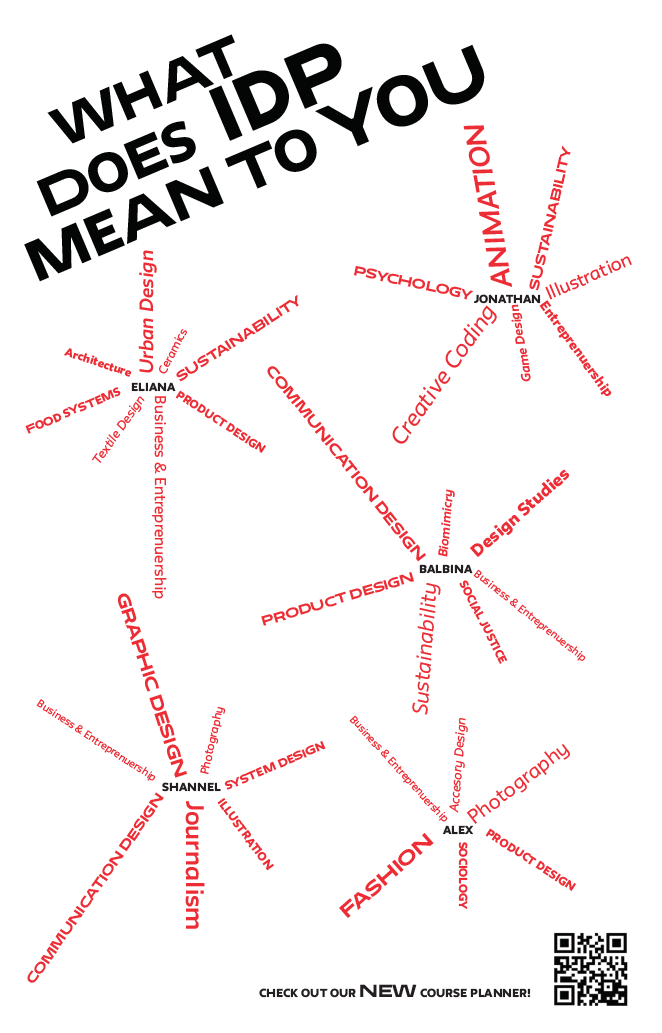 WHAT
DOES IDP
MEAN TO YOU
ANIMATION
SUSTAINABILITY
PSYCHOLOGY
JONATHAN
Illustration
Creative Coding
Game Design
Entreprenuership
Urban Design
Ceramics
SUSTAINABILITY
Architecture
ELIANA
FOOD SYSTEMS
Textile Design
Business & Entreprenuership
PRODUCT DESIGN
COMMUNICATION DESIGN
Biomimicry
Design Studies
BALBINA
PRODUCT DESIGN
Sustainability
SOCIAL JUSTICE
Business & Entreprenuership
GRAPHIC DESIGN
Photography
Business & Entreprenuership
SHANNEL
SYSTEM DESIGN
COMMUNICATION DESIGN
Journalism
ILLUSTRATION
Business & Entreprenuership
Accesory Design
Photography
ALEX
FASHION
SOCIOLOGY
PRODUCT DESIGN
CHECK OUT OUR NEW COURSE PLANNER!